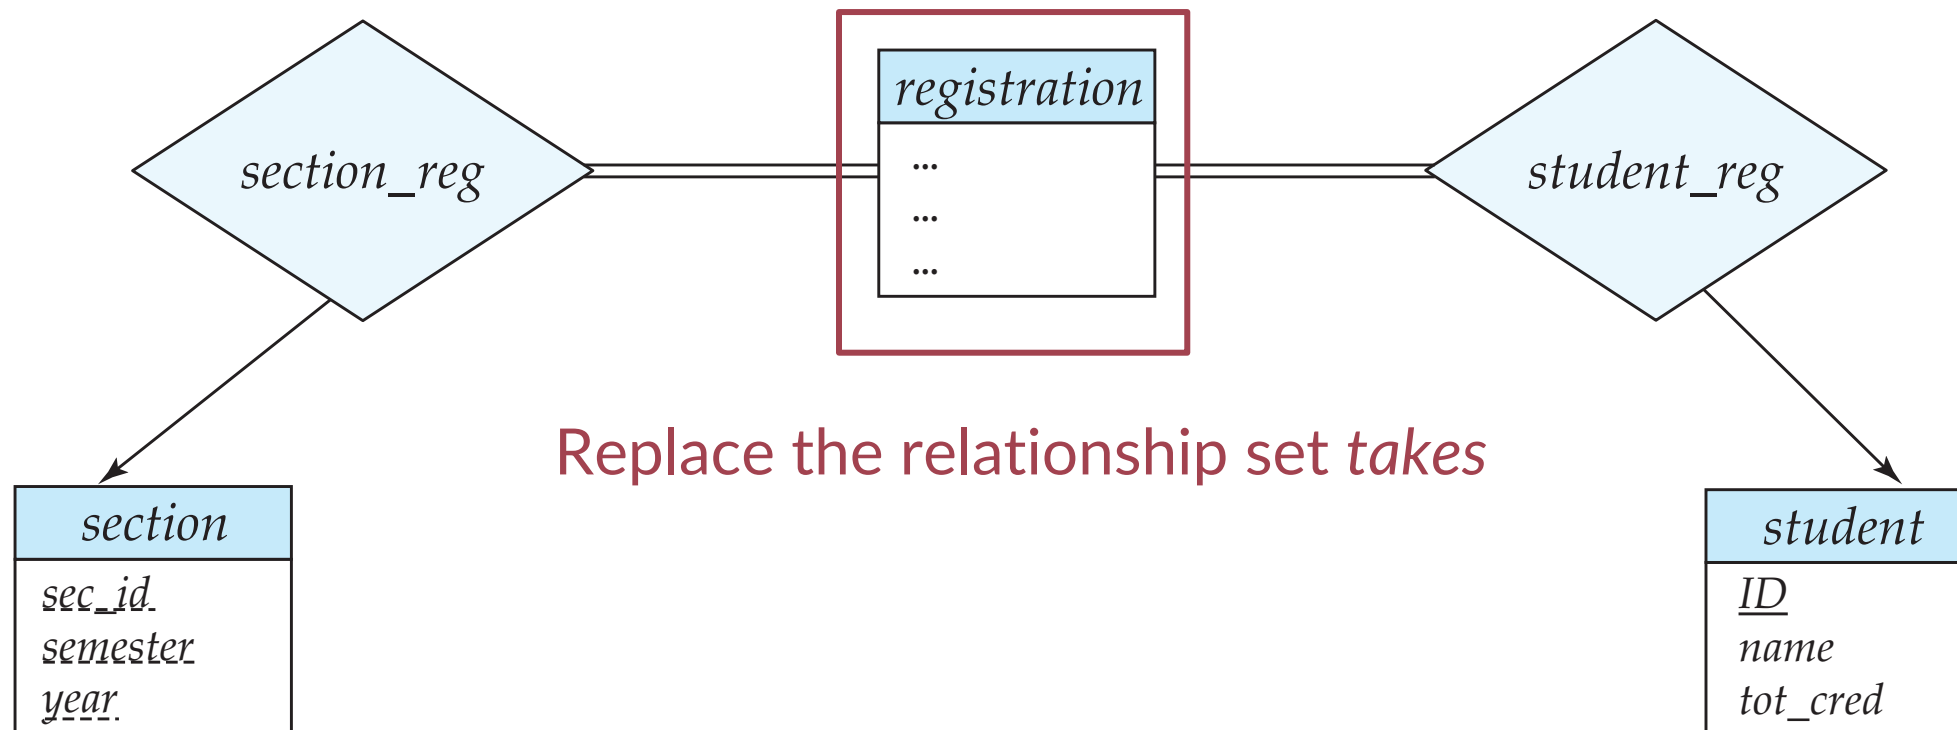 registration
section_reg
...
...
...
student_reg
Replace the relationship set takes
section
sec_id
semester
year
student
ID
name
tot_cred